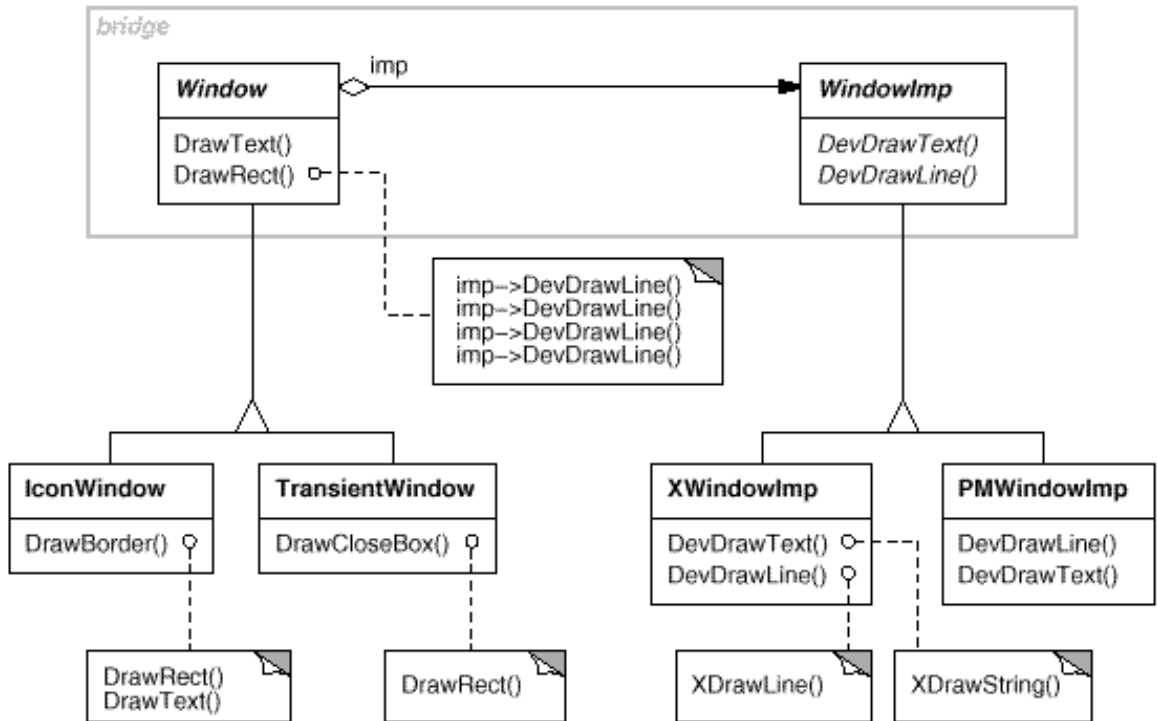 bridge
imp
Window
DrawText()
DrawRect()
WindowImp
DevDrawText()
DevDrawLine()
imp->DevDrawLine()
imp->DevDrawLine()
imp->DevDrawLine()
imp->DevDrawLine()
IconWindow
DrawBorder()
TransientWindow
DrawCloseBox()
XWindowImp
DevDrawText()
DevDrawLine()
PMWindowImp
DevDrawLine()
DevDrawText()
DrawRect()
DrawText()
DrawRect()
XDrawLine()
XDrawString()